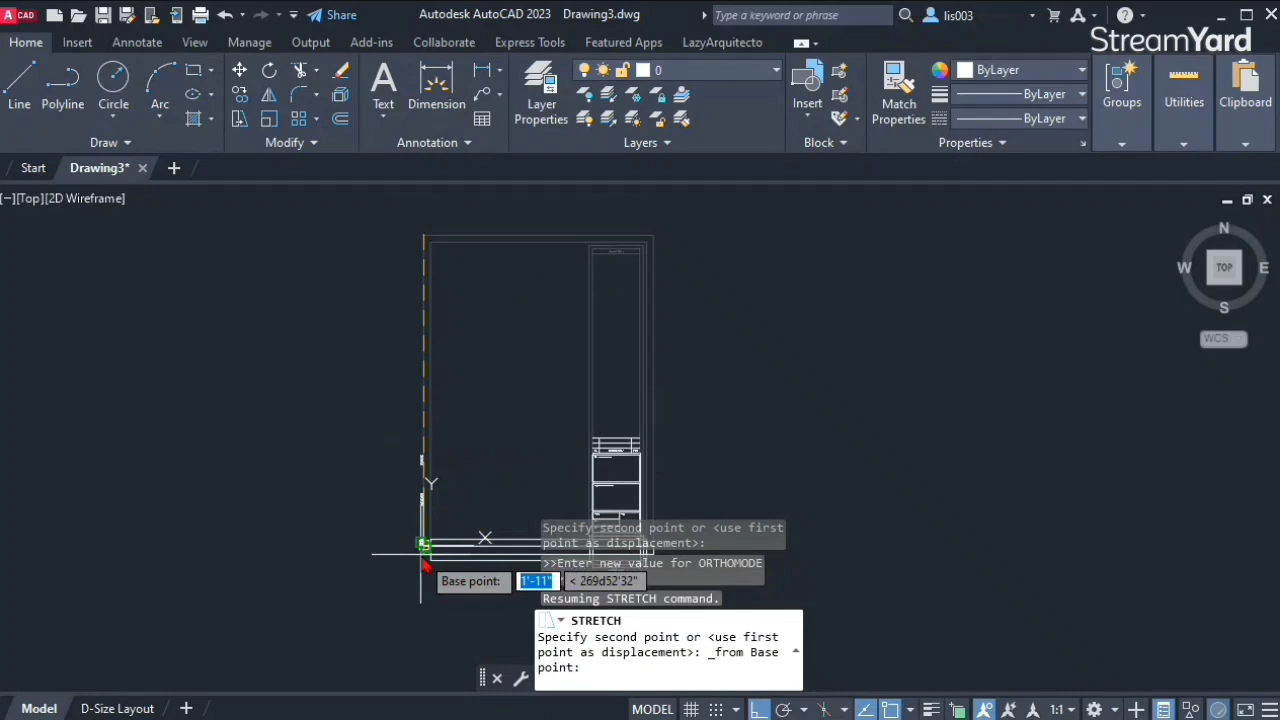 CAD
Share
Autodesk AutoCAD 2023 Drawing3.dwg
Type a keyword or phrase
lis003
Home
Insert
Annotate
View
Manage
Output
Add-ins
Collaborate
Express Tools
Featured Apps
LazyArquitecto
StreamYard
0
ByLayer
ByLayer
ByLayer
Line
Polyline
Circle
Arc
Text
Dimension
Layer
Properties
Insert
Match
Properties
Groups
Utilities
Clipboard
Draw
Modify
Annotation
Layers
Block
Properties
Start
Drawing3*
[−][Top][2D Wireframe]
N
W
TOP
E
S
WCS
Y
X
Specify second point or <use first
point as displacement>:
>>Enter new value for ORTHOMODE
Base point:
1'-11"
< 269d52'32"
Resuming STRETCH command.
STRETCH
Specify second point or <use first
point as displacement>: _from Base
point:
Model
D-Size Layout
MODEL
1:1